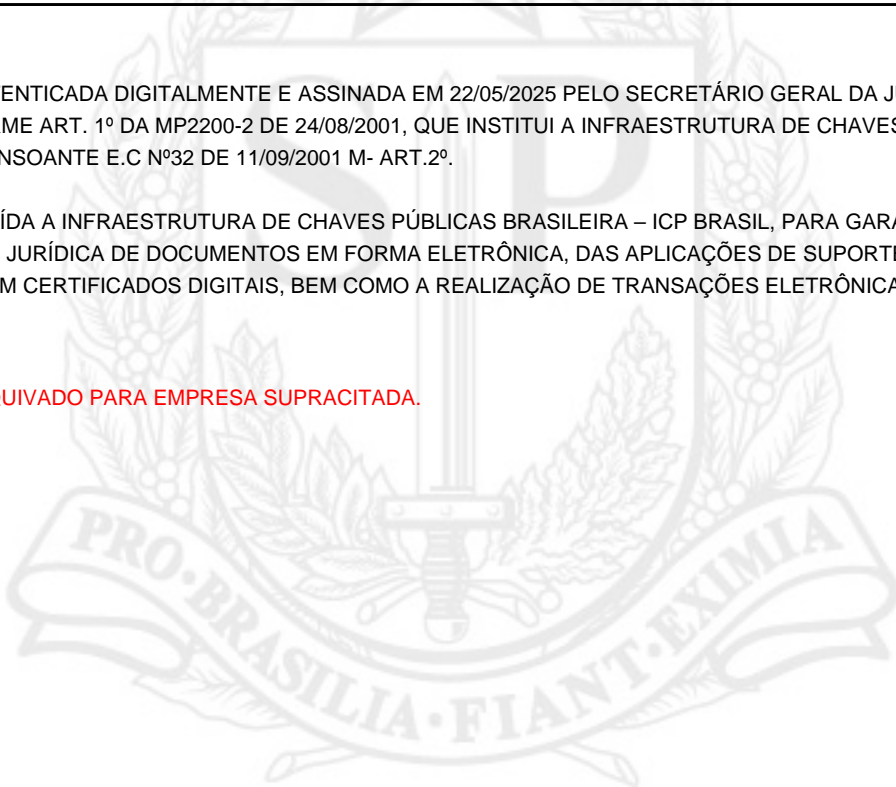 ENTICADA DIGITALMENTE E ASSINADA EM 22/05/2025 PELO SECRETÁRIO GERAL DA J
ME ART. 1º DA MP2200-2 DE 24/08/2001, QUE INSTITUI A INFRAESTRUTURA DE CHAVES
NSOANTE E.C Nº32 DE 11/09/2001 M- ART.2º.
ÍDA A INFRAESTRUTURA DE CHAVES PÚBLICAS BRASILEIRA – ICP BRASIL, PARA GARA
JURÍDICA DE DOCUMENTOS EM FORMA ELETRÔNICA, DAS APLICAÇÕES DE SUPORTE
M CERTIFICADOS DIGITAIS, BEM COMO A REALIZAÇÃO DE TRANSAÇÕES ELETRÔNICA
UIVADO PARA EMPRESA SUPRACITADA.
SP
PRO·BRASILIA·FIANT·EXIMIA